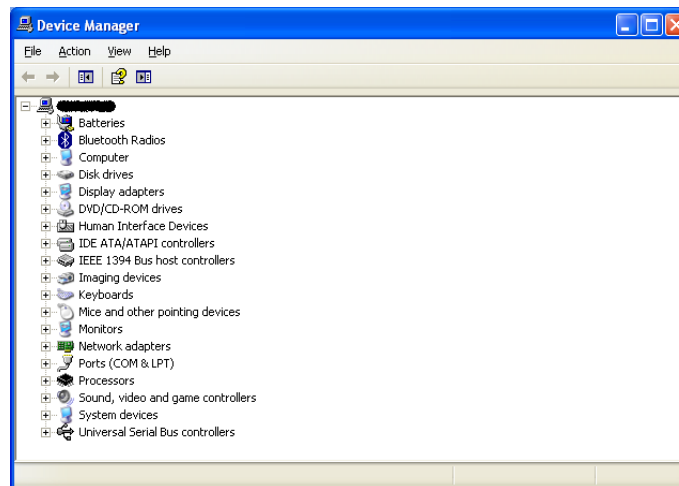 Device Manager
File Action View Help
Batteries
Bluetooth Radios
Computer
Disk drives
Display adapters
DVD/CD-ROM drives
Human Interface Devices
IDE ATA/ATAPI controllers
IEEE 1394 Bus host controllers
Imaging devices
Keyboards
Mice and other pointing devices
Monitors
Network adapters
Ports (COM & LPT)
Processors
Sound, video and game controllers
System devices
Universal Serial Bus controllers